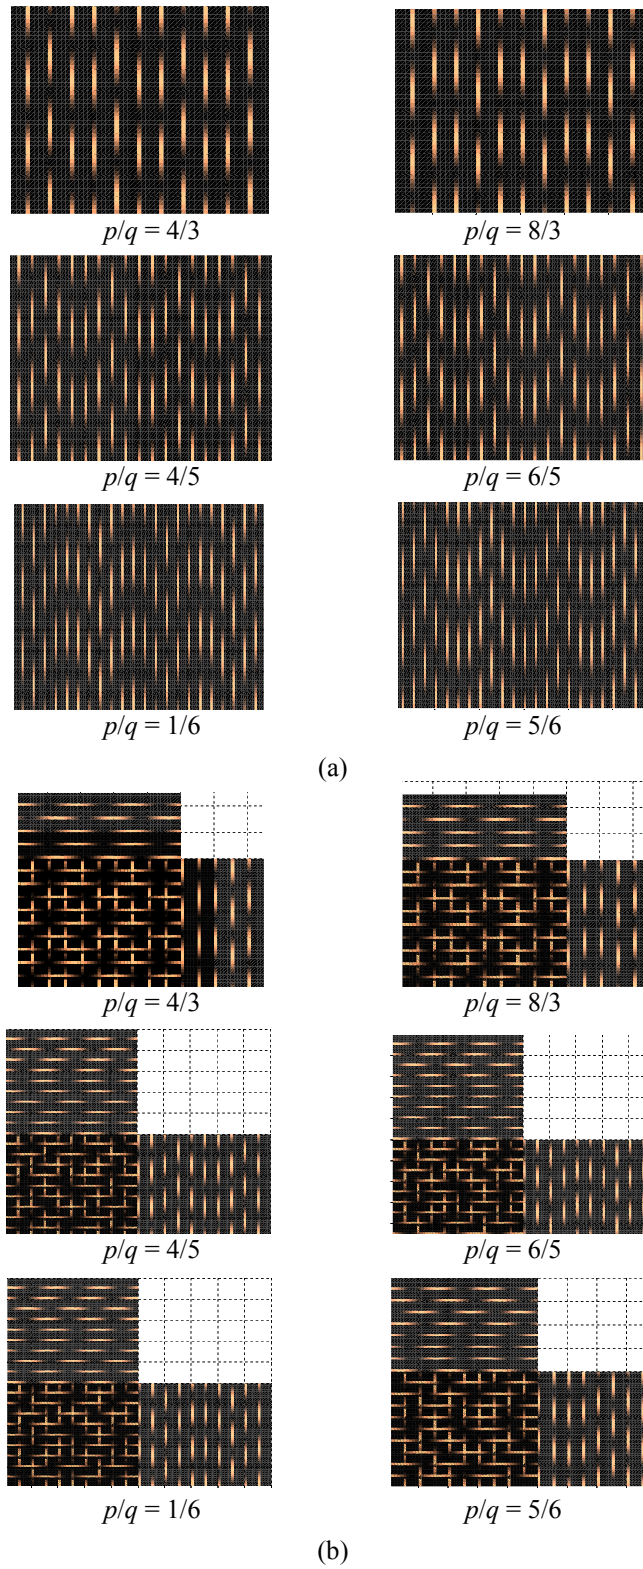 p/q = 4/3 p/q = 8/3
p/q = 4/5 p/q = 6/5
p/q = 1/6 p/q = 5/6
(a)
p/q = 4/3 p/q = 8/3
p/q = 4/5 p/q = 6/5
p/q = 1/6 p/q = 5/6
(b)